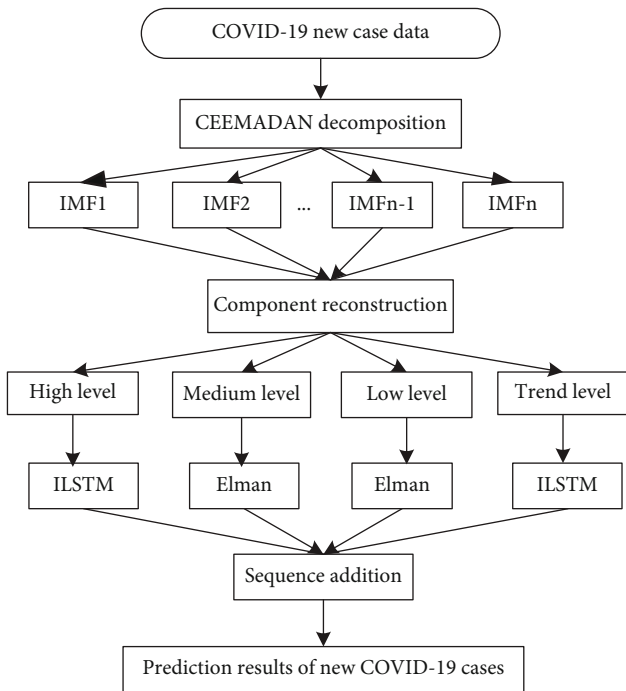 COVID-19 new case data
CEEMADAN decomposition
IMF1
IMF2
...
IMFn-1
IMFn
Component reconstruction
High level
Medium level
Low level
Trend level
ILSTM
Elman
Elman
ILSTM
Sequence addition
Prediction results of new COVID-19 cases